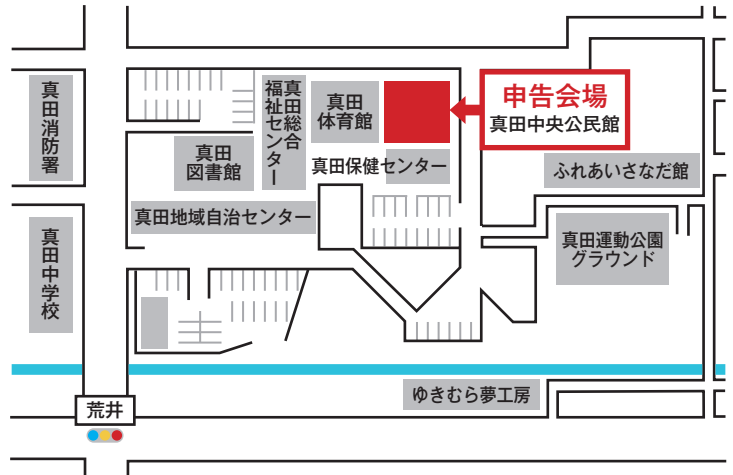 真田消防署
真田総合
福祉センター
真田
体育館
申告会場
真田中央公民館
真田
図書館
真田保健センター
ふれあいさなだ館
真田地域自治センター
真田中学校
真田運動公園
グラウンド
ゆきむら夢工房
荒井